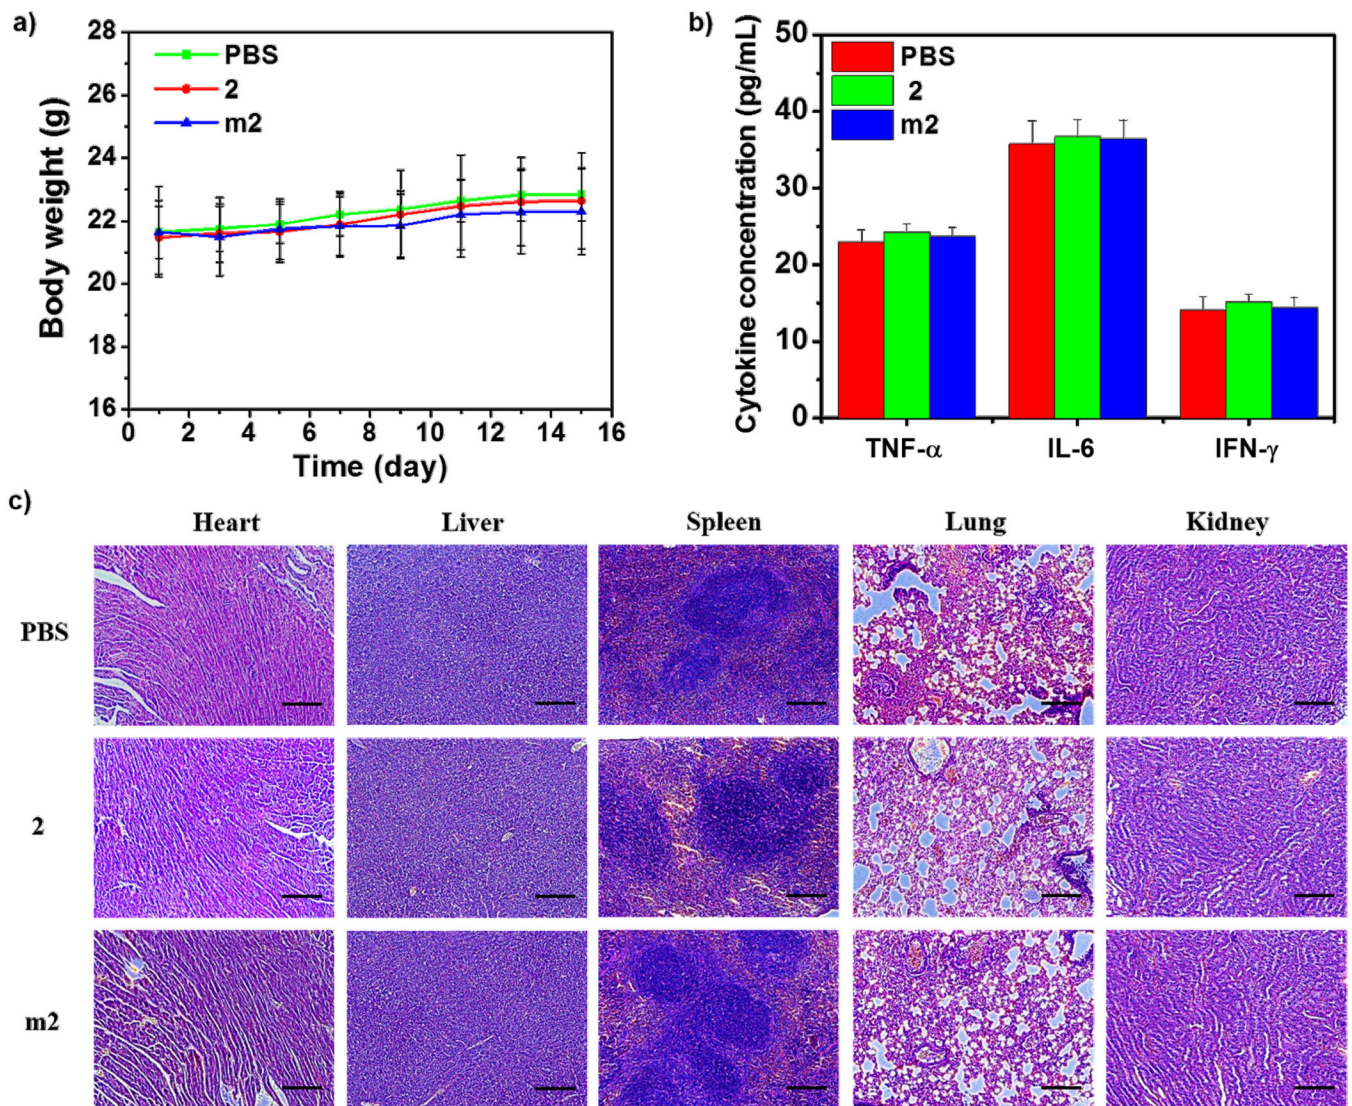 a)
28
26
24
22
20
18
16
Body weight (g)
PBS
2
m2
0 2 4 6 8 10 12 14 16
Time (day)
b)
50
40
30
20
10
0
Cytokine concentration (pg/mL)
PBS
2
m2
TNF-α IL-6 IFN-γ
c)
Heart Liver Spleen Lung Kidney
PBS
2
m2